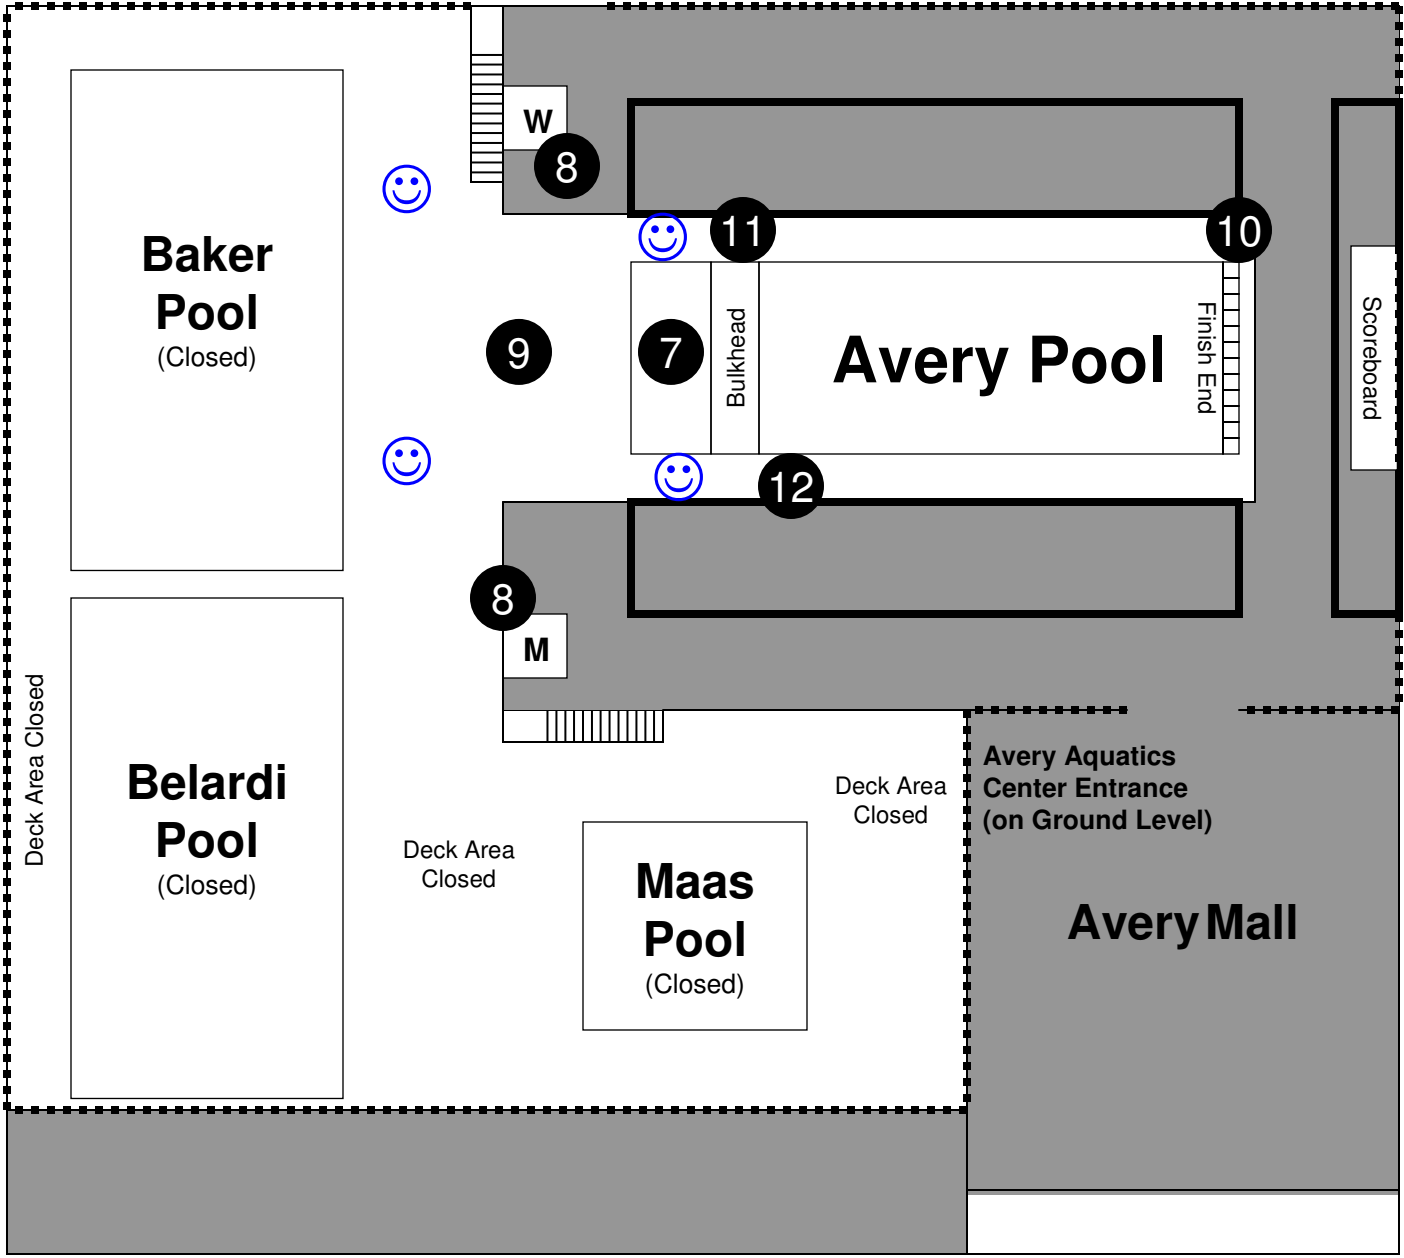 W
8
11
10
Baker
Pool
(Closed)
9
7
Bulkhead
Avery Pool
Finish End
Scoreboard
12
8
M
Deck Area Closed
Belardi
Pool
(Closed)
Deck Area
Closed
Deck Area
Closed
Maas
Pool
(Closed)
Avery Aquatics
Center Entrance
(on Ground Level)
Avery Mall